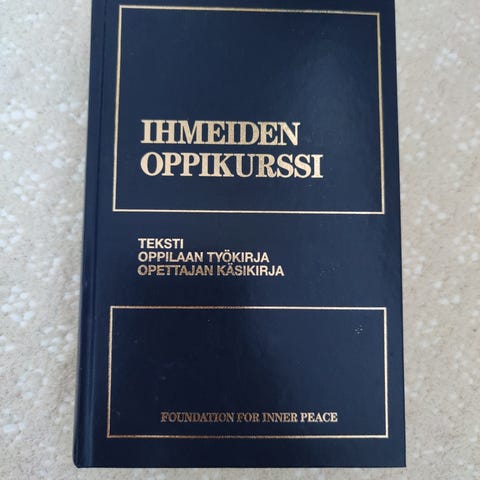 IHMEIDEN
OPPIKURSSI
TEKSTI
OPPILAAN TYÖKIRJA
OPETTAJAN KÄSIKIRJA
FOUNDATION FOR INNER PEACE